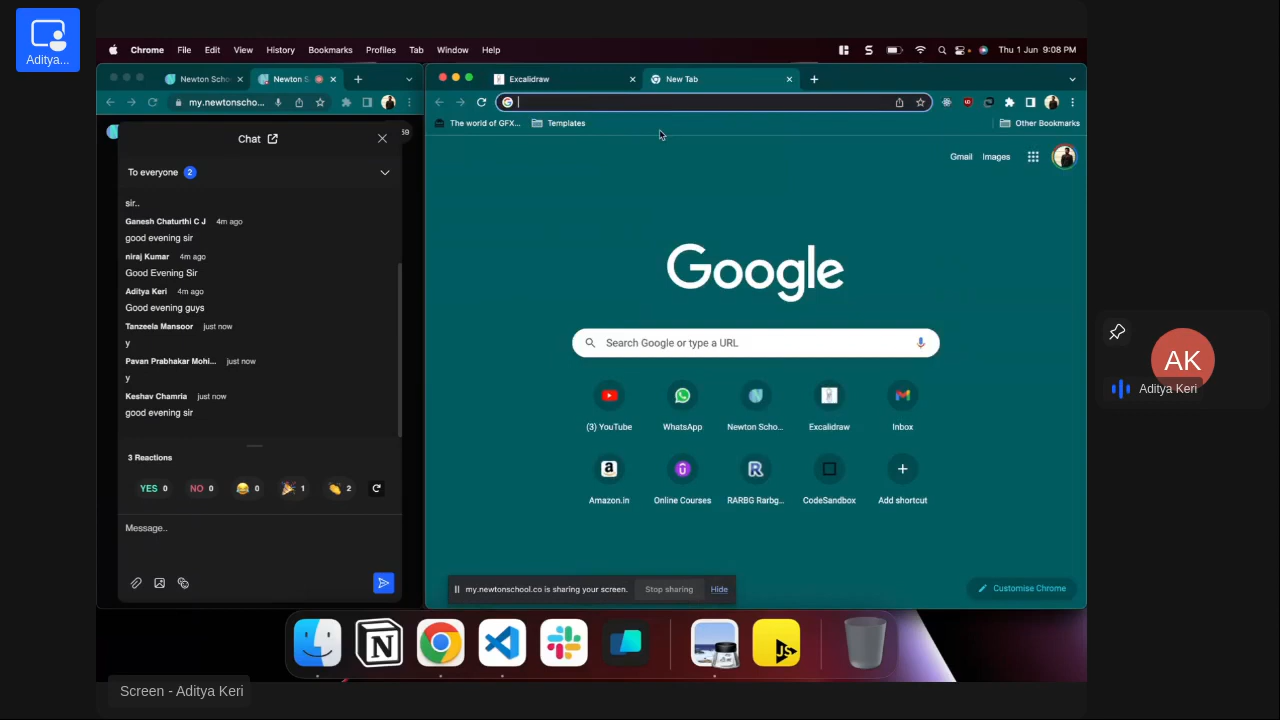 Aditya...
Chrome File Edit View History Bookmarks Profiles Tab Window Help
Thu 1 Jun 9:08 PM
Newton Scho
Newton S
Excalidraw
New Tab
my.newtonscho...
The world of GFX...
Templates
Other Bookmarks
59
Chat
To everyone 2
sir..
Ganesh Chaturthi C J 4m ago
good evening sir
niraj Kumar 4m ago
Good Evening Sir
Aditya Keri 4m ago
Good evening guys
Tanzeela Mansoor just now
y
Pavan Prabhakar Mohi... just now
y
Keshav Chamria just now
good evening sir
3 Reactions
YES 0 NO 0 0 1 2
Message..
Gmail Images
Google
Search Google or type a URL
(3) YouTube WhatsApp Newton Scho... Excalidraw Inbox
Amazon.in Online Courses RARBG Rarbg... CodeSandbox Add shortcut
my.newtonschool.co is sharing your screen. Stop sharing Hide
Customise Chrome
JS
AK
Aditya Keri
Screen - Aditya Keri